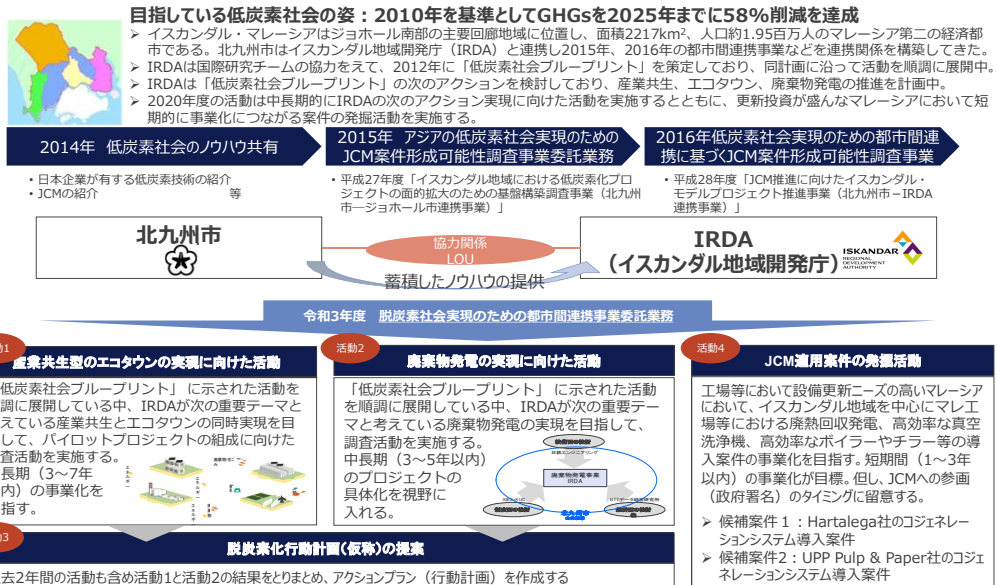 目指している低炭素社会の姿：2010年を基準としてGHGsを2025年までに58%削減を達成
➢ イスカンダル・マレーシアはジョホール南部の主要回廊地域に位置し、面積2217km²、人口約1.95百万人のマレーシア第二の経済都
市である。北九州市はイスカンダル地域開発庁（IRDA）と連携し2015年、2016年の都市間連携事業などを連携関係を構築してきた。
➢ IRDAは国際研究チームの協力をえて、2012年に「低炭素社会ブループリント」を策定しており、同計画に沿って活動を順調に展開中。
➢ IRDAは「低炭素社会ブループリント」の次のアクションを検討しており、産業共生、エコタウン、廃棄物発電の推進を計画中。
➢ 2020年度の活動は中長期的にIRDAの次のアクション実現に向けた活動を実施するとともに、更新投資が盛んなマレーシアにおいて短
期的に事業化につながる案件の発掘活動を実施する。
2014年 低炭素社会のノウハウ共有
2015年 アジアの低炭素社会実現のための
JCM案件形成可能性調査事業委託業務
2016年低炭素社会実現のための都市間連
携に基づくJCM案件形成可能性調査事業
・日本企業が有する低炭素技術の紹介
・JCMの紹介 等
・平成27年度「イスカンダル地域における低炭素化プロ
ジェクトの面的拡大のための基盤構築調査事業（北九州
市―ジョホール市連携事業）」
・平成28年度「JCM推進に向けたイスカンダル・
モデルプロジェクト推進事業（北九州市－IRDA
連携事業）」
北九州市
協力関係
LOU
蓄積したノウハウの提供
IRDA
（イスカンダル地域開発庁）
ISKANDAR
REGIONAL
DEVELOPMENT
AUTHORITY
令和3年度 脱炭素社会実現のための都市間連携事業委託業務
動1
産業共生型のエコタウンの実現に向けた活動
低炭素社会ブループリント」 に示された活動を
調に展開している中、IRDAが次の重要テーマと
えている産業共生とエコタウンの同時実現を目
して、パイロットプロジェクトの組成に向けた
査活動を実施する。
長期（3～7年
内）の事業化を
指す。
活動2
廃棄物発電の実現に向けた活動
「低炭素社会ブループリント」 に示された活動
を順調に展開している中、IRDAが次の重要テー
マと考えている廃棄物発電の実現を目指して、
調査活動を実施する。
中長期（3～5年以内）
のプロジェクトの
具体化を視野に
入れる。
廃棄物発電事業
IRDA
北九州市
活動4
JCM適用案件の発掘活動
工場等において設備更新ニーズの高いマレーシア
において、イスカンダル地域を中心にマレ工
場等における廃熱回収発電、高効率な真空
洗浄機、高効率なボイラーやチラー等の導
入案件の事業化を目指す。短期間（1～3年
以内）の事業化が目標。但し、JCMへの参画
（政府署名）のタイミングに留意する。
➢ 候補案件１：Hartalega社のコジェネレー
ションシステム導入案件
➢ 候補案件2：UPP Pulp & Paper社のコジェ
ネレーションシステム導入案件
動3
脱炭素化行動計画（仮称）の提案
去2年間の活動も含め活動1と活動2の結果をとりまとめ、アクションプラン（行動計画）を作成する